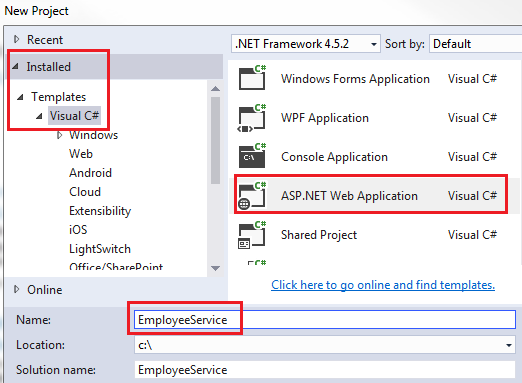 New Project
Recent
.NET Framework 4.5.2 Sort by: Default
Installed
Templates
Visual C#
Windows
Web
Android
Cloud
Extensibility
iOS
LightSwitch
Office/SharePoint
Online
C# Windows Forms Application Visual C#
C# WPF Application Visual C#
C# C:\ Console Application Visual C#
C# ASP.NET Web Application Visual C#
C# Shared Project Visual C#
C#
Click here to go online and find templates.
Name: EmployeeService
Location: c:\
Solution name: EmployeeService